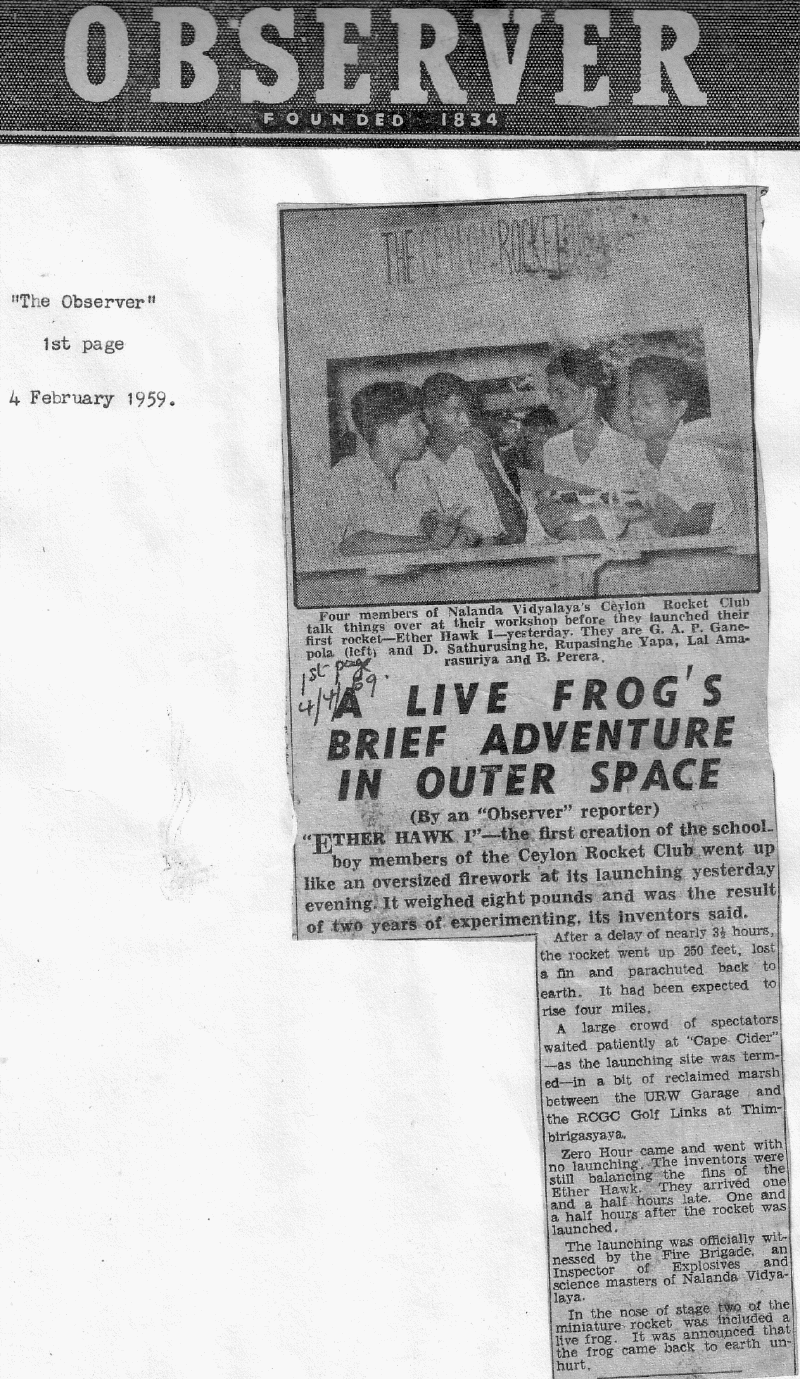 OBSERVER
FOUNDED 1834
"The Observer"
1st page
4 February 1959.
THE CEYLON ROCKET
Four members of Nalanda Vidyalaya's Ceylon Rocket Club
talk things over at their workshop before they launched their
first rocket—Ether Hawk I—yesterday. They are G. A. P. Gane-
pola (left) and D. Sathurusinghe, Rupasinghe Yapa, Lal Ama-
rasuriya and B. Perera.
1st page
A LIVE FROG'S
BRIEF ADVENTURE
IN OUTER SPACE
(By an "Observer" reporter)
"ETHER HAWK I"—the first creation of the school-
boy members of the Ceylon Rocket Club went up
like an oversized firework at its launching yesterday
evening. It weighed eight pounds and was the result
of two years of experimenting, its inventors said.
After a delay of nearly 3½ hours,
the rocket went up 250 feet, lost
a fin and parachuted back to
earth. It had been expected to
rise four miles.
A large crowd of spectators
waited patiently at "Cape Cider"
—as the launching site was term-
ed—in a bit of reclaimed marsh
between the URW Garage and
the RCGC Golf Links at Thim-
birigasyaya.
Zero Hour came and went with
no launching. The inventors were
still balancing the fins of the
Ether Hawk. They arrived one
and a half hours late. One and
a half hours after the rocket was
launched.
The launching was officially wit-
nessed by the Fire Brigade, an
Inspector of Explosives and
science masters of Nalanda Vidya-
laya.
In the nose of stage two of the
miniature rocket was included a
live frog. It was announced that
the frog came back to earth un-
hurt.